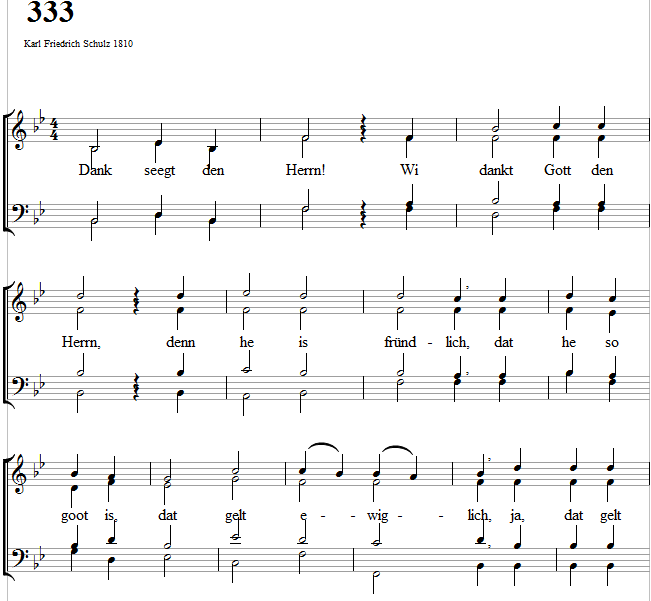 333
Karl Friedrich Schulz 1810
Dank seegt den Herrn! Wi dankt Gott den
Herrn, denn he is fründ - lich, dat he so
goot is, dat gelt e - - wig - - lich, ja, dat gelt